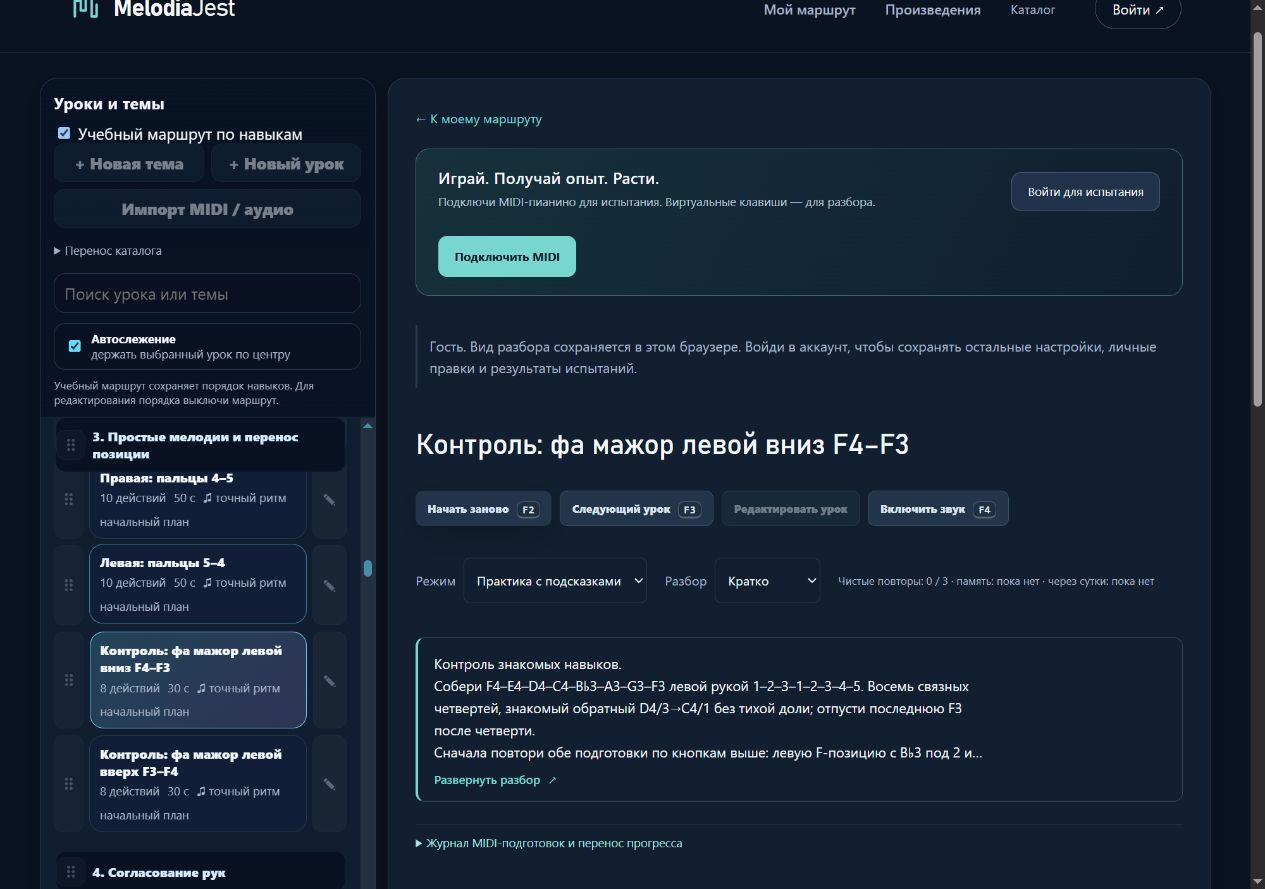 MelodiaJest
Мой маршрут
Произведения
Каталог
Войти ↗
Уроки и темы
Учебный маршрут по навыкам
+ Новая тема
+ Новый урок
Импорт MIDI / аудио
▶ Перенос каталога
Поиск урока или темы
Автослежение
держать выбранный урок по центру
Учебный маршрут сохраняет порядок навыков. Для
редактирования порядка выключи маршрут.
3. Простые мелодии и перенос
позиции
Правая: пальцы 4–5
10 действий 50 с ♫ точный ритм
начальный план
Левая: пальцы 5–4
10 действий 50 с ♫ точный ритм
начальный план
Контроль: фа мажор левой
вниз F4–F3
8 действий 30 с ♫ точный ритм
начальный план
Контроль: фа мажор левой
вверх F3–F4
8 действий 30 с ♫ точный ритм
начальный план
4. Согласование рук
← К моему маршруту
Играй. Получай опыт. Расти.
Подключи MIDI-пианино для испытания. Виртуальные клавиши — для разбора.
Войти для испытания
Подключить MIDI
Гость. Вид разбора сохраняется в этом браузере. Войди в аккаунт, чтобы сохранять остальные настройки, личные
правки и результаты испытаний.
Контроль: фа мажор левой вниз F4–F3
Начать заново F2
Следующий урок F3
Редактировать урок
Включить звук F4
Режим
Практика с подсказками
Разбор
Кратко
Чистые повторы: 0 / 3 · память: пока нет · через сутки: пока нет
Контроль знакомых навыков.
Собери F4–E4–D4–C4–B♭3–A3–G3–F3 левой рукой 1–2–3–1–2–3–4–5. Восемь связных
четвертей, знакомый обратный D4/3→C4/1 без тихой доли; отпусти последнюю F3
после четверти.
Сначала повтори обе подготовки по кнопкам выше: левую F-позицию с B♭3 под 2 и...
Развернуть разбор ↗
▶ Журнал MIDI-подготовок и перенос прогресса